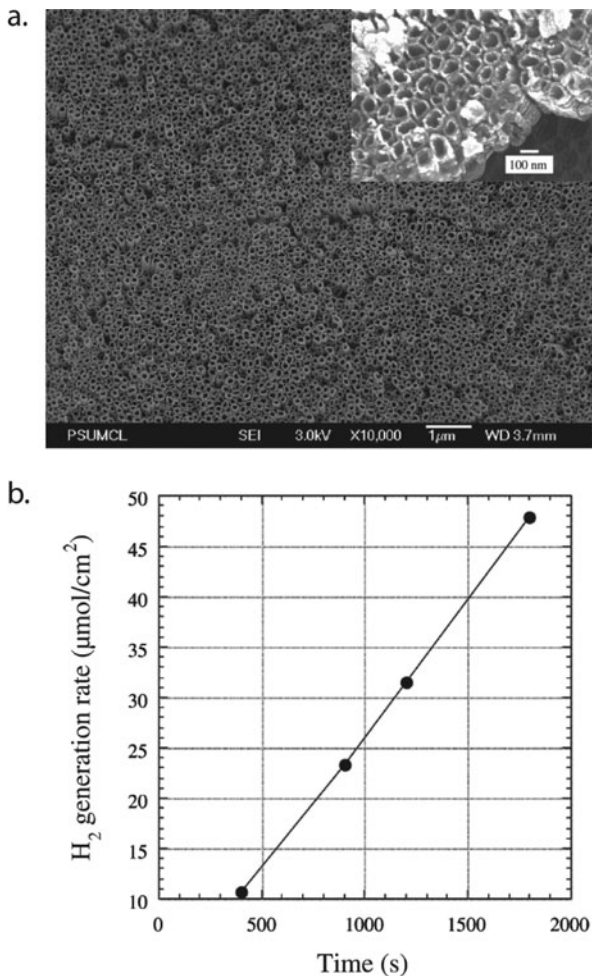 a.
100 nm
PSUMCL SEI 3.0kV X10,000 1μm WD 3.7mm
b.
H₂ generation rate (μmol/cm²)
50
45
40
35
30
25
20
15
10
0 500 1000 1500 2000
Time (s)